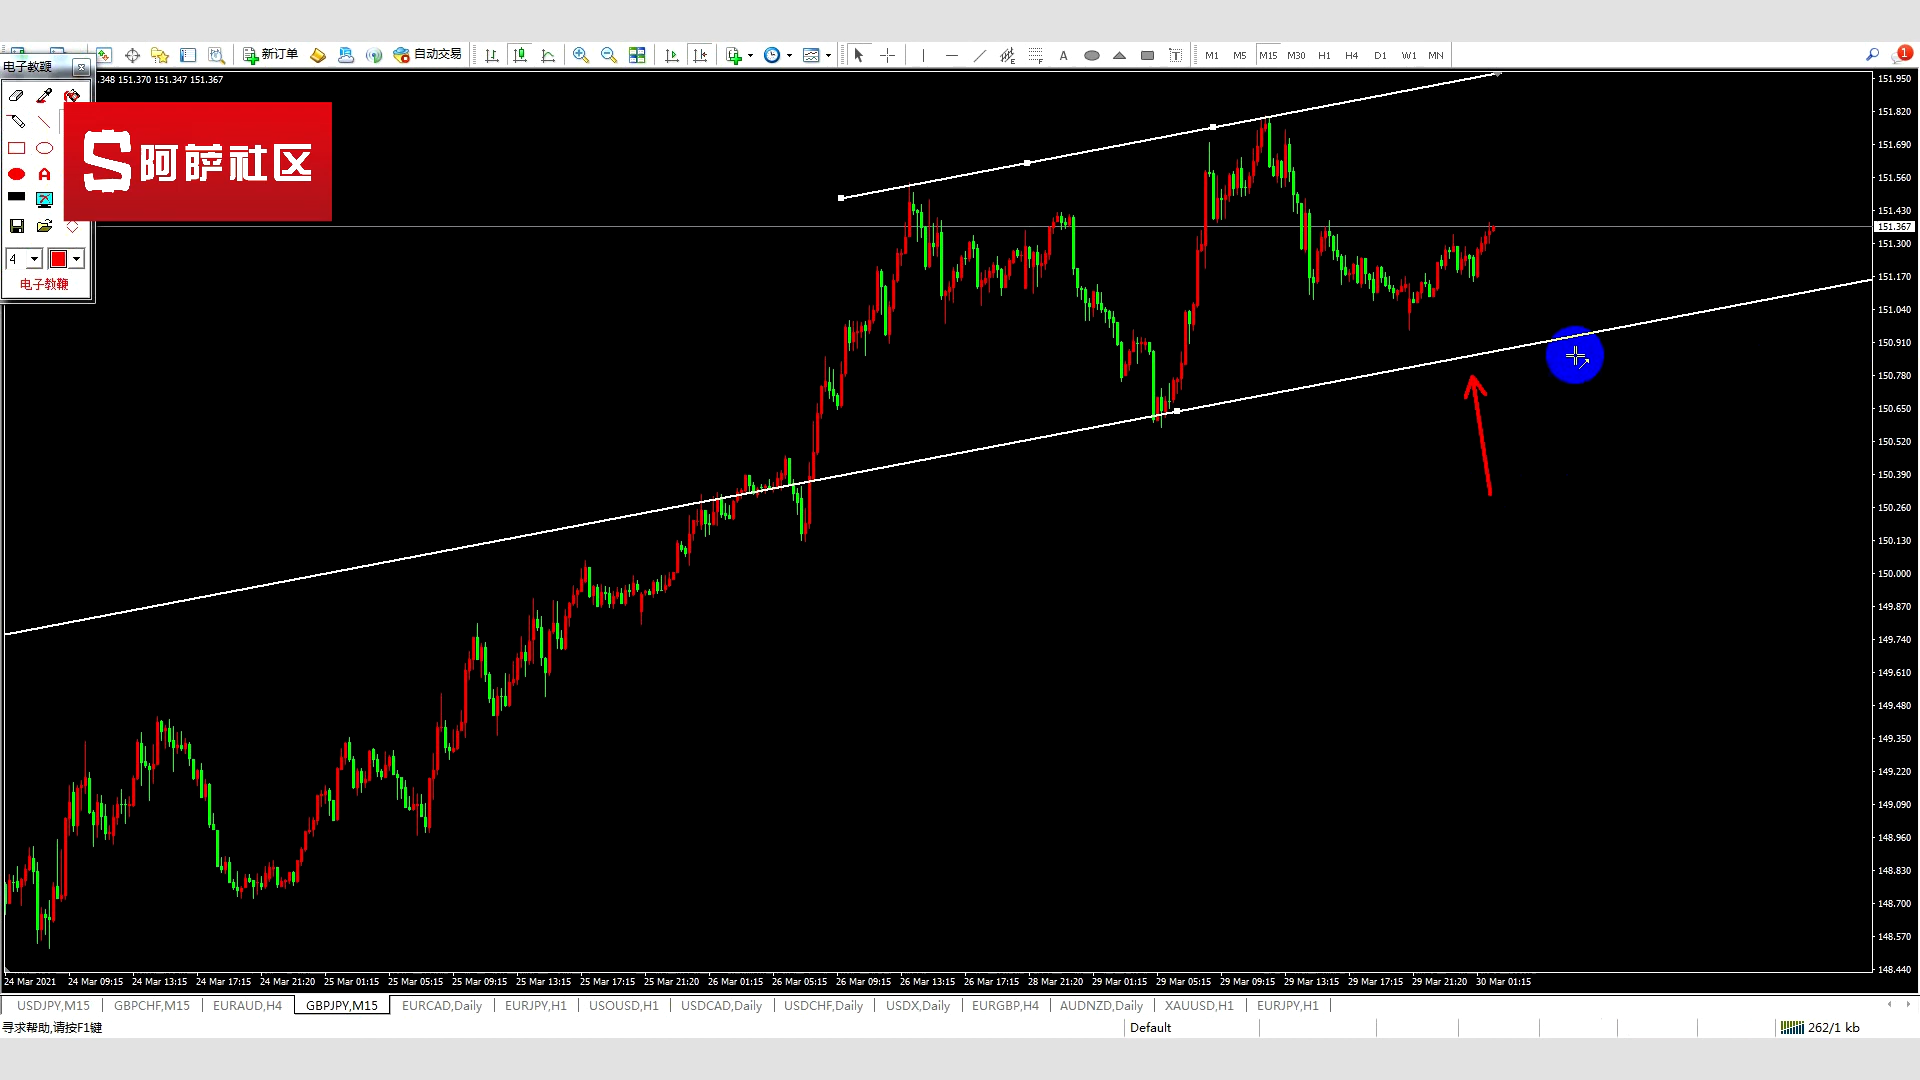 新订单
自动交易
A
T
M1 M5 M15 M30 H1 H4 D1 W1 MN
1
电子教鞭
.348 151.370 151.347 151.367
阿萨社区
4
电子教鞭
151.950
151.820
151.690
151.560
151.430
151.367
151.300
151.170
151.040
150.910
150.780
150.650
150.520
150.390
150.260
150.130
150.000
149.870
149.740
149.610
149.480
149.350
149.220
149.090
148.960
148.830
148.700
148.570
148.440
24 Mar 2021 24 Mar 09:15 24 Mar 13:15 24 Mar 17:15 24 Mar 21:20 25 Mar 01:15 25 Mar 05:15 25 Mar 09:15 25 Mar 13:15 25 Mar 17:15 25 Mar 21:20 26 Mar 01:15 26 Mar 05:15 26 Mar 09:15 26 Mar 13:15 26 Mar 17:15 28 Mar 21:20 29 Mar 01:15 29 Mar 05:15 29 Mar 09:15 29 Mar 13:15 29 Mar 17:15 29 Mar 21:20 30 Mar 01:15
USDJPY,M15 GBPCHF,M15 EURAUD,H4 GBPJPY,M15 EURCAD,Daily EURJPY,H1 USOUSD,H1 USDCAD,Daily USDCHF,Daily USDX,Daily EURGBP,H4 AUDNZD,Daily XAUUSD,H1 EURJPY,H1
寻求帮助,请按F1键
Default
262/1 kb